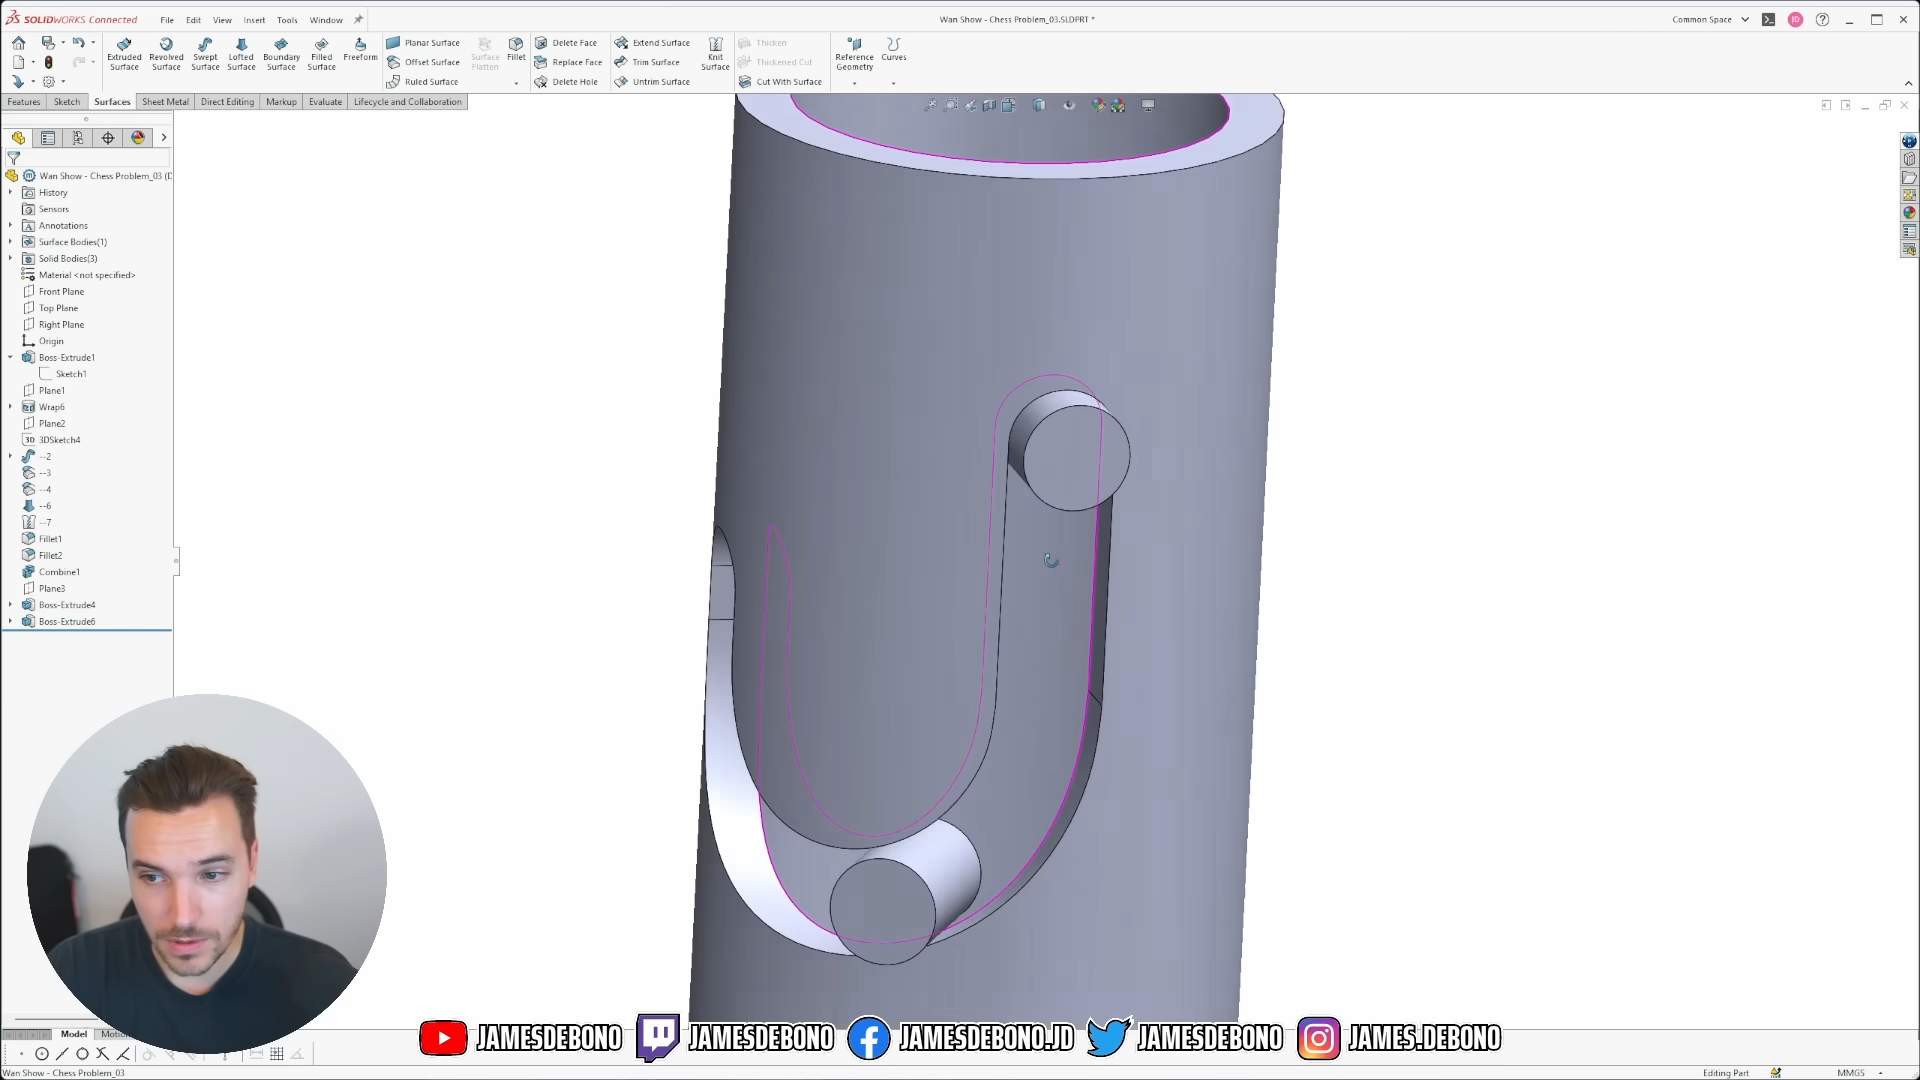 SOLIDWORKS Connected
File Edit View Insert Tools Window
Wan Show - Chess Problem_03.SLDPRT *
Common Space
JD
Extruded Surface
Revolved Surface
Swept Surface
Lofted Surface
Boundary Surface
Filled Surface
Freeform
Planar Surface
Offset Surface
Ruled Surface
Surface Flatten
Fillet
Delete Face
Replace Face
Delete Hole
Extend Surface
Trim Surface
Untrim Surface
Knit Surface
Thicken
Thickened Cut
Cut With Surface
Reference Geometry
Curves
Features Sketch Surfaces Sheet Metal Direct Editing Markup Evaluate Lifecycle and Collaboration
Wan Show - Chess Problem_03 (D
History
Sensors
Annotations
Surface Bodies(1)
Solid Bodies(3)
Material <not specified>
Front Plane
Top Plane
Right Plane
Origin
Boss-Extrude1
Sketch1
Plane1
Wrap6
Plane2
3D 3DSketch4
--2
--3
--4
--6
--7
Fillet1
Fillet2
Combine1
Plane3
Boss-Extrude4
Boss-Extrude6
Model
JAMESDEBONO JAMESDEBONO JAMESDEBONO.JD JAMESDEBONO JAMES.DEBONO
Wan Show - Chess Problem_03
Editing Part
MMGS